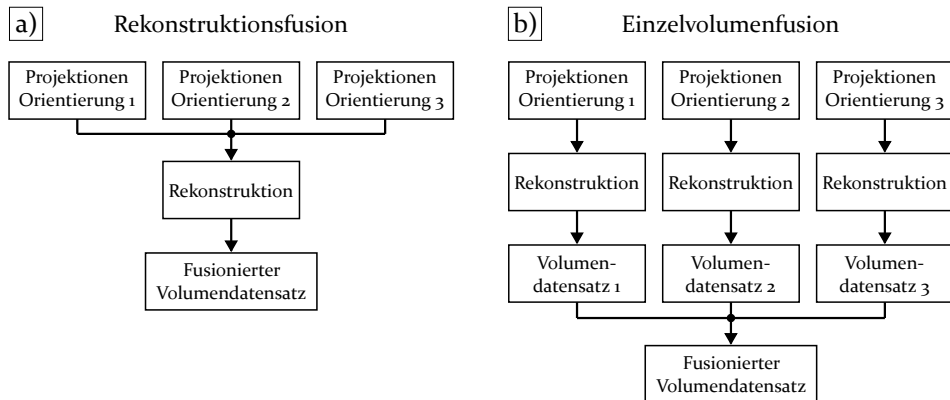 a) Rekonstruktionsfusion
Projektionen
Orientierung 1
Projektionen
Orientierung 2
Projektionen
Orientierung 3
Rekonstruktion
Fusionierter
Volumendatensatz
b) Einzelvolumenfusion
Projektionen
Orientierung 1
Projektionen
Orientierung 2
Projektionen
Orientierung 3
Rekonstruktion
Rekonstruktion
Rekonstruktion
Volumen-
datensatz 1
Volumen-
datensatz 2
Volumen-
datensatz 3
Fusionierter
Volumendatensatz